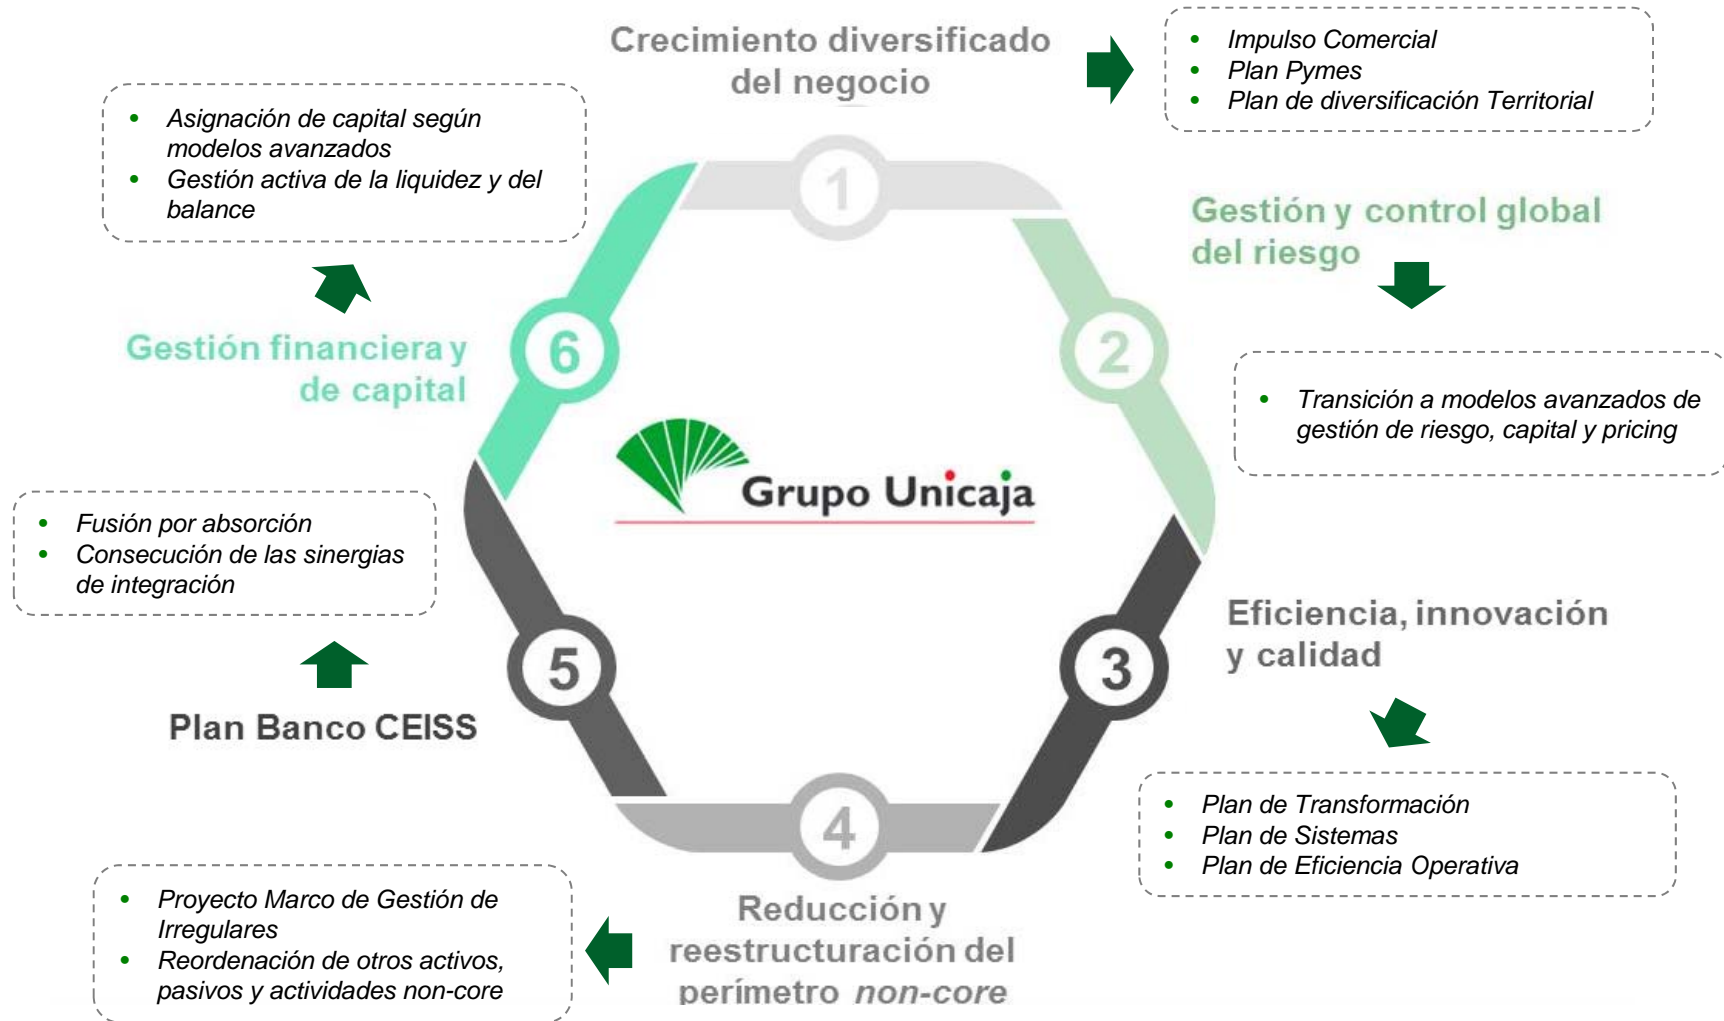 Crecimiento diversificado
del negocio
• Impulso Comercial
• Plan Pymes
• Plan de diversificación Territorial
1
Gestión y control global
del riesgo
2
• Transición a modelos avanzados de
gestión de riesgo, capital y pricing
Eficiencia, innovación
y calidad
3
• Plan de Transformación
• Plan de Sistemas
• Plan de Eficiencia Operativa
4
Reducción y
reestructuración del
perímetro non-core
• Proyecto Marco de Gestión de
Irregulares
• Reordenación de otros activos,
pasivos y actividades non-core
5
Plan Banco CEISS
• Fusión por absorción
• Consecución de las sinergias
de integración
6
Gestión financiera y
de capital
• Asignación de capital según
modelos avanzados
• Gestión activa de la liquidez y del
balance
Grupo Unicaja